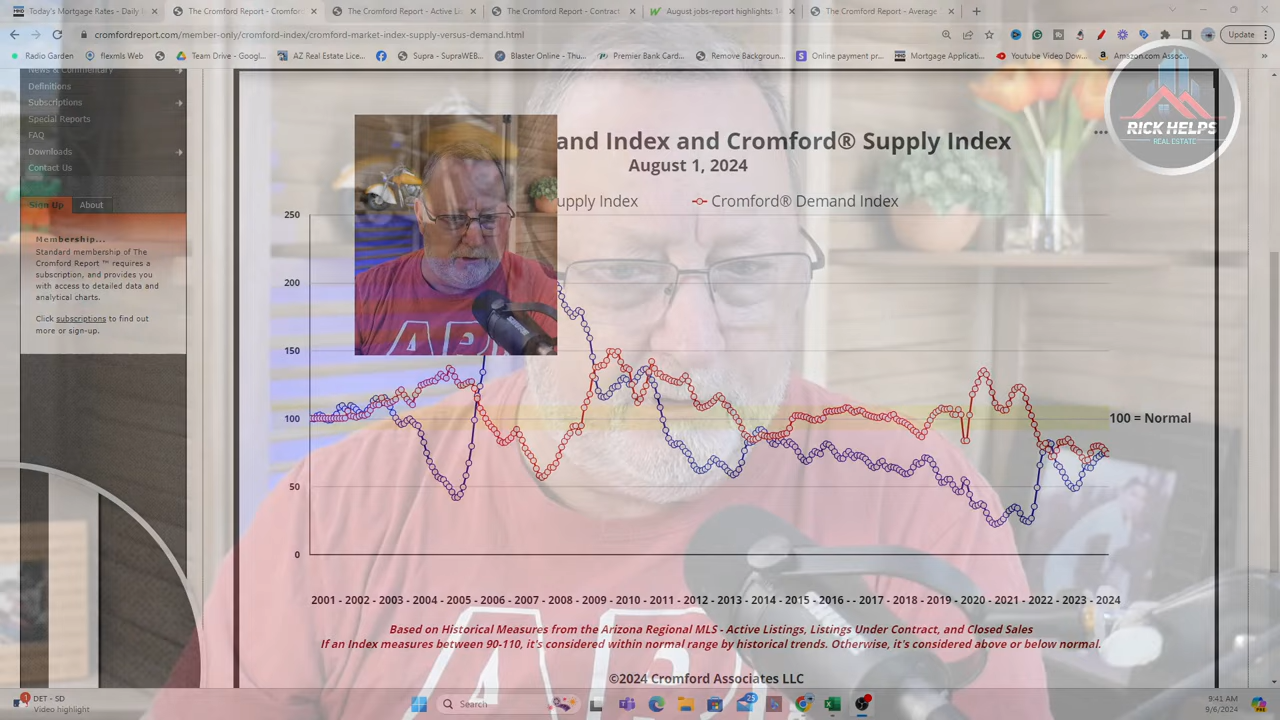 Today's Mortgage Rates - Daily I
The Cromford Report - Cromfor
The Cromford Report - Active Li
The Cromford Report - Contract
August jobs-report highlights: 1
The Cromford Report - Average
cromfordreport.com/member-only/cromford-index/cromford-market-index-supply-versus-demand.html
Update
Radio Garden
flexmls Web
Team Drive - Googl...
AZ Real Estate Lice...
Supra - SupraWEB...
Blaster Online - Thu...
Premier Bank Card...
Remove Backgroun...
Online payment pr...
Mortgage Applicati...
Youtube Video Dow...
Amazon.com Assoc...
News & Commentary
Definitions
Subscriptions
Special Reports
FAQ
Downloads
Contact Us
Sign Up
About
Membership...
Standard membership of The
Cromford Report ™ requires a
subscription, and provides you
with access to detailed data and
analytical charts.
Click subscriptions to find out
more or sign-up.
and Index and Cromford® Supply Index
August 1, 2024
upply Index
Cromford® Demand Index
RICK HELPS
REAL ESTATE
250
200
150
100
50
0
100 = Normal
2001 - 2002 - 2003 - 2004 - 2005 - 2006 - 2007 - 2008 - 2009 - 2010 - 2011 - 2012 - 2013 - 2014 - 2015 - 2016 - - 2017 - 2018 - 2019 - 2020 - 2021 - 2022 - 2023 - 2024
Based on Historical Measures from the Arizona Regional MLS - Active Listings, Listings Under Contract, and Closed Sales
If an Index measures between 90-110, it's considered within normal range by historical trends. Otherwise, it's considered above or below normal.
©2024 Cromford Associates LLC
DET - SD
Video highlight
1
Search
25
9:41 AM
9/6/2024